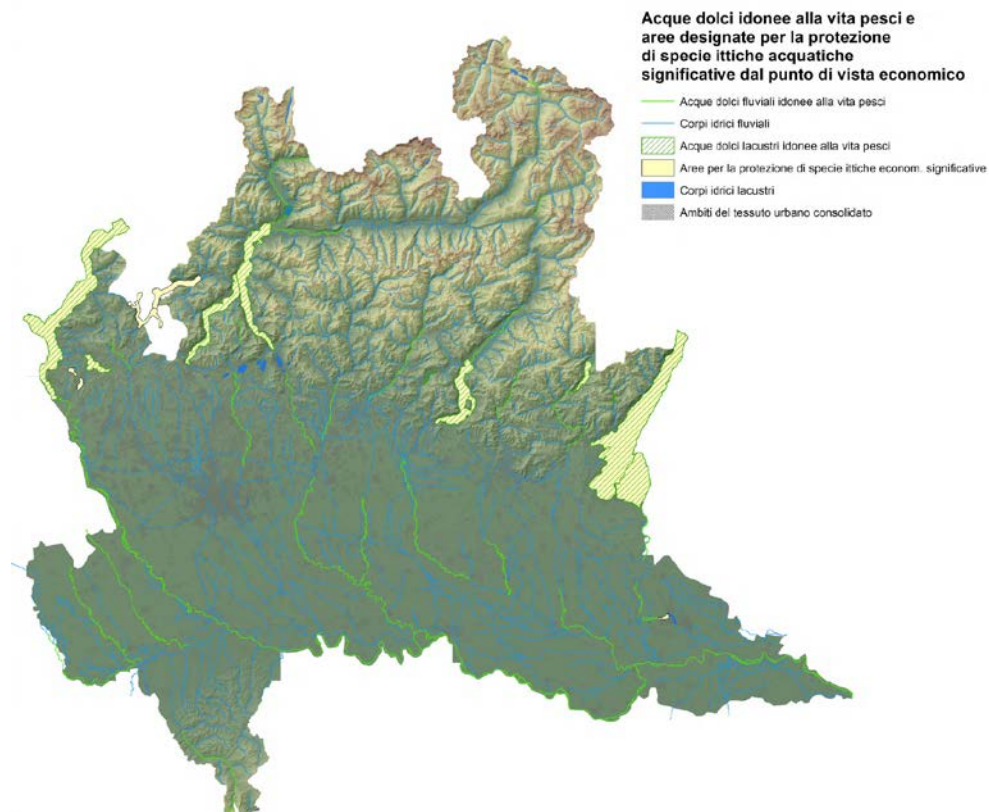 Acque dolci idonee alla vita pesci e
aree designate per la protezione
di specie ittiche acquatiche
significative dal punto di vista economico
Acque dolci fluviali idonee alla vita pesci
Corpi idrici fluviali
Acque dolci lacustri idonee alla vita pesci
Aree per la protezione di specie ittiche econom. significative
Corpi idrici lacustri
Ambiti del tessuto urbano consolidato